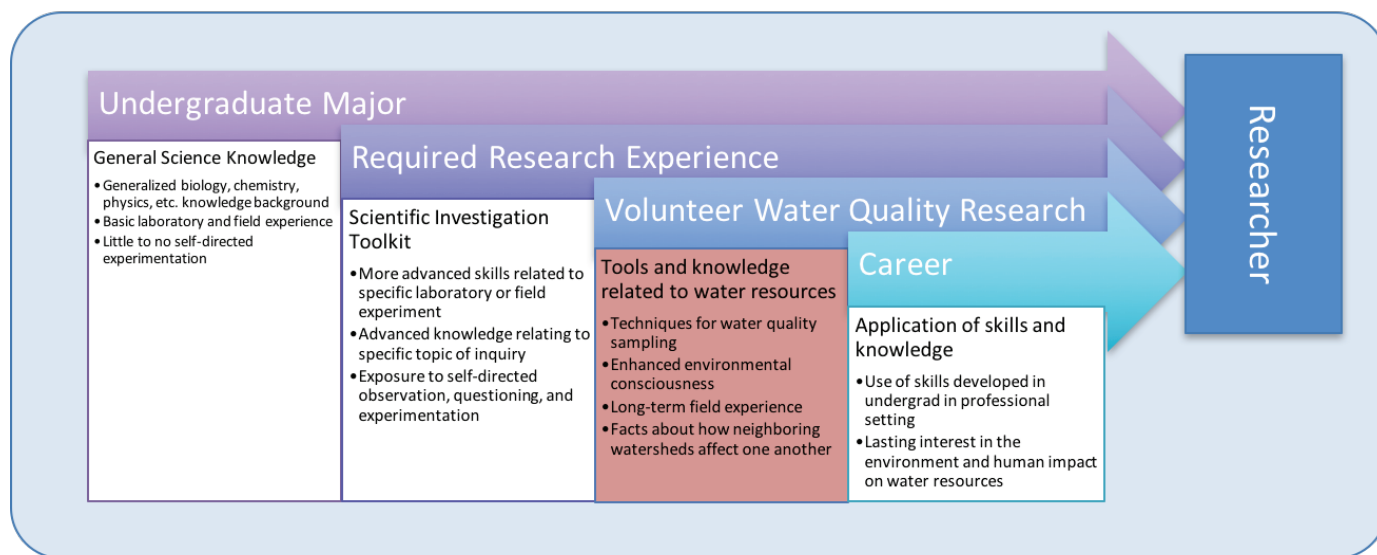 Undergraduate Major
General Science Knowledge
•Generalized biology, chemistry,
physics, etc. knowledge background
•Basic laboratory and field experience
•Little to no self-directed
experimentation
Required Research Experience
Scientific Investigation
Toolkit
•More advanced skills related to
specific laboratory or field
experiment
•Advanced knowledge relating to
specific topic of inquiry
•Exposure to self-directed
observation, questioning, and
experimentation
Volunteer Water Quality Research
Tools and knowledge
related to water resources
•Techniques for water quality
sampling
•Enhanced environmental
consciousness
•Long-term field experience
•Facts about how neighboring
watersheds affect one another
Career
Application of skills and
knowledge
•Use of skills developed in
undergrad in professional
setting
•Lasting interest in the
environment and human impact
on water resources
Researcher